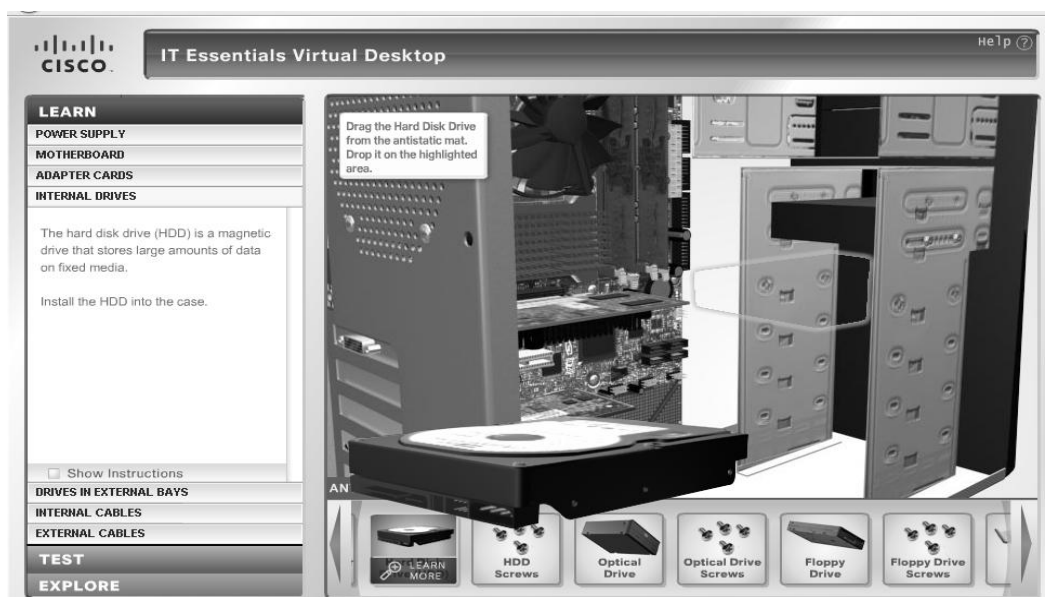 CISCO
IT Essentials Virtual Desktop
Help ?
LEARN
POWER SUPPLY
MOTHERBOARD
ADAPTER CARDS
INTERNAL DRIVES
The hard disk drive (HDD) is a magnetic
drive that stores large amounts of data
on fixed media.
Install the HDD into the case.
Show Instructions
DRIVES IN EXTERNAL BAYS
INTERNAL CABLES
EXTERNAL CABLES
TEST
EXPLORE
Drag the Hard Disk Drive
from the antistatic mat.
Drop it on the highlighted
area.
LEARN
MORE
HDD
Screws
Optical
Drive
Optical Drive
Screws
Floppy
Drive
Floppy Drive
Screws